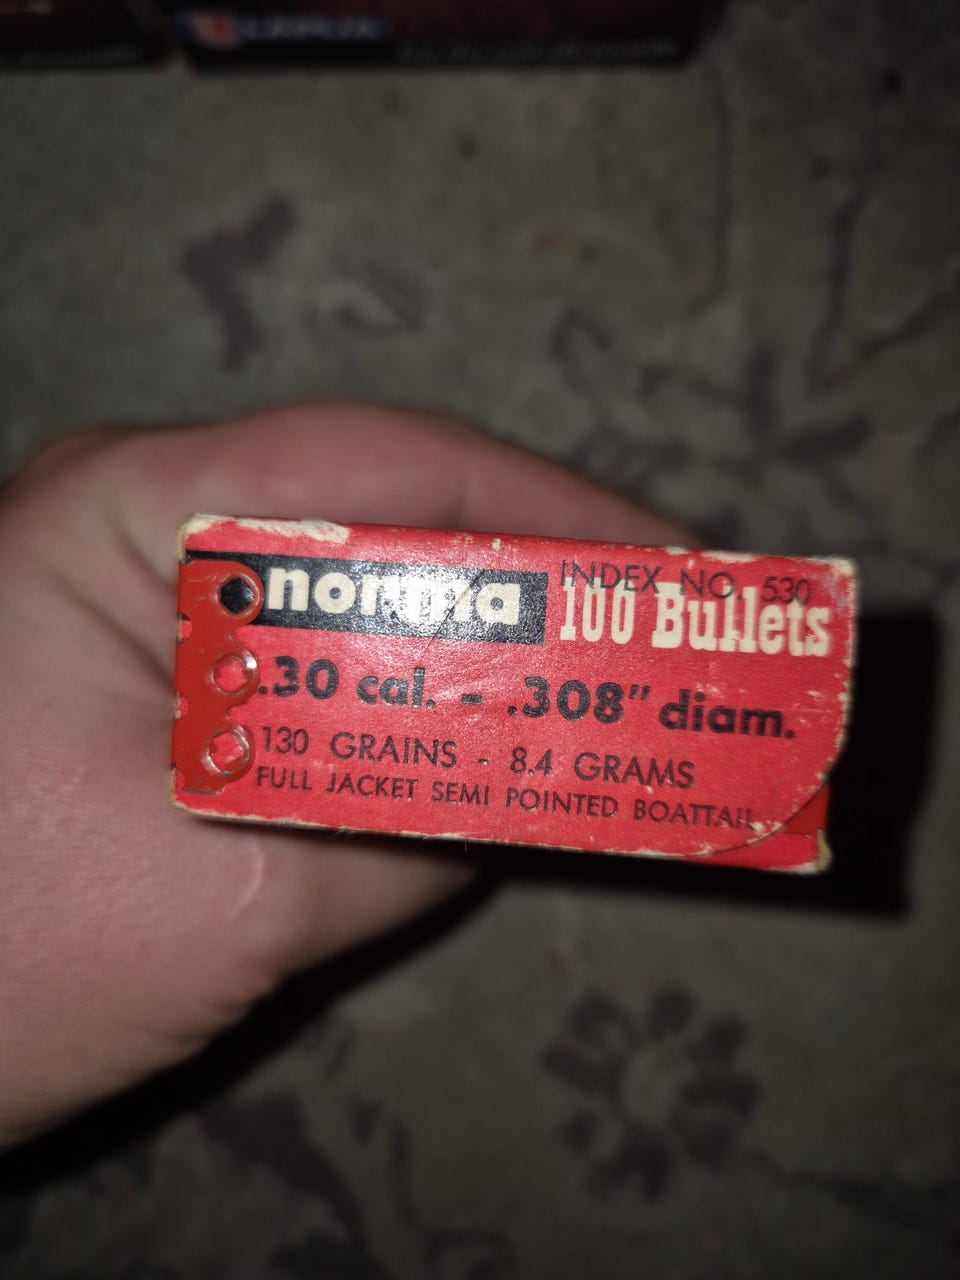 norma INDEX NO. 530
100 Bullets
.30 cal. - .308" diam.
130 GRAINS - 8.4 GRAMS
FULL JACKET SEMI POINTED BOATTAIL